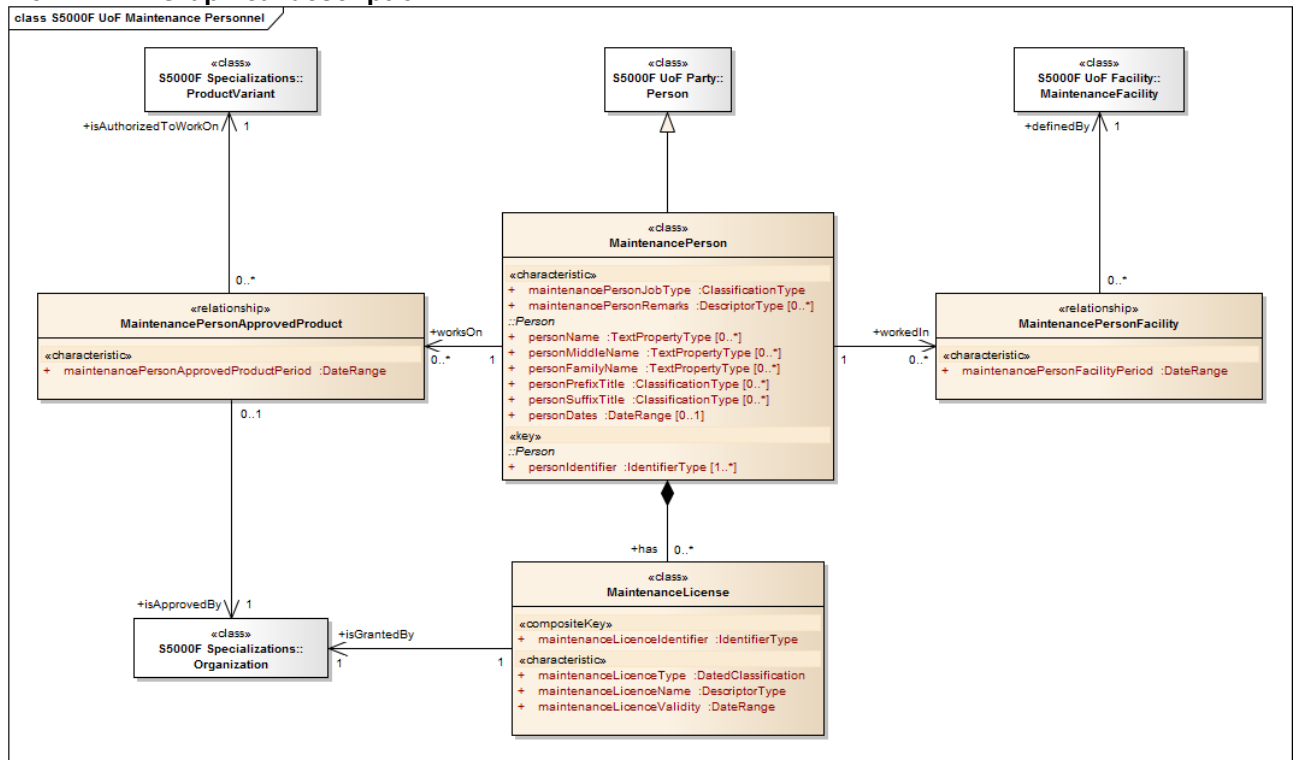 class S5000F UoF Maintenance Personnel
«class»
S5000F Specializations::
ProductVariant
«class»
S5000F UoF Party::
Person
«class»
S5000F UoF Facility::
MaintenanceFacility
+isAuthorizedToWorkOn
1
+definedBy
1
0..*
0..*
«relationship»
MaintenancePersonApprovedProduct
«characteristic»
+ maintenancePersonApprovedProductPeriod :DateRange
+worksOn
0..*
1
«class»
MaintenancePerson
«characteristic»
+ maintenancePersonJobType :ClassificationType
+ maintenancePersonRemarks :DescriptorType [0..*]
::Person
+ personName :TextPropertyType [0..*]
+ personMiddleName :TextPropertyType [0..*]
+ personFamilyName :TextPropertyType [0..*]
+ personPrefixTitle :ClassificationType [0..*]
+ personSuffixTitle :ClassificationType [0..*]
+ personDates :DateRange [0..1]
«key»
::Person
+ personIdentifier :IdentifierType [1..*]
+workedIn
1
0..*
«relationship»
MaintenancePersonFacility
«characteristic»
+ maintenancePersonFacilityPeriod :DateRange
0..1
+isApprovedBy
1
+has
0..*
«class»
S5000F Specializations::
Organization
+isGrantedBy
1
1
«class»
MaintenanceLicense
«compositeKey»
+ maintenanceLicenceIdentifier :IdentifierType
«characteristic»
+ maintenanceLicenceType :DatedClassification
+ maintenanceLicenceName :DescriptorType
+ maintenanceLicenceValidity :DateRange